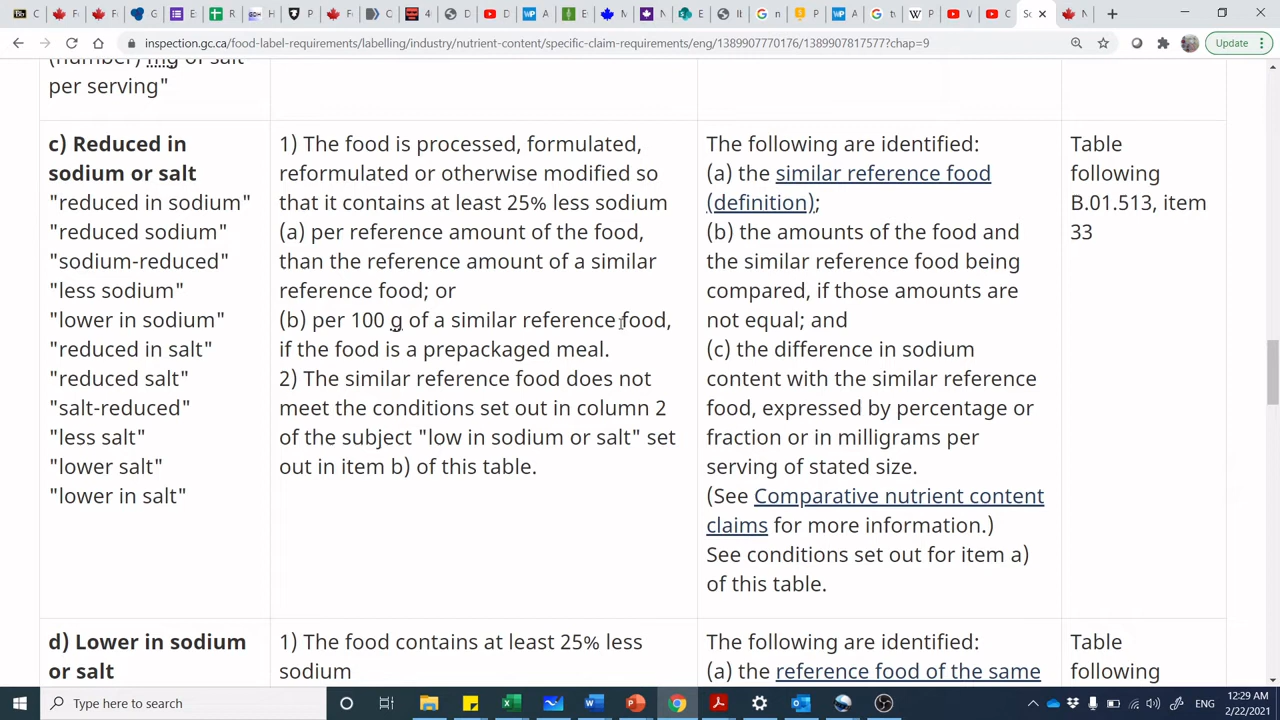 Update
inspection.gc.ca/food-label-requirements/labelling/industry/nutrient-content/specific-claim-requirements/eng/1389907770176/1389907817577?chap=9
(number) mg of salt
per serving"
c) Reduced in
sodium or salt
"reduced in sodium"
"reduced sodium"
"sodium-reduced"
"less sodium"
"lower in sodium"
"reduced in salt"
"reduced salt"
"salt-reduced"
"less salt"
"lower salt"
"lower in salt"
1) The food is processed, formulated,
reformulated or otherwise modified so
that it contains at least 25% less sodium
(a) per reference amount of the food,
than the reference amount of a similar
reference food; or
(b) per 100 g of a similar reference food,
if the food is a prepackaged meal.
2) The similar reference food does not
meet the conditions set out in column 2
of the subject "low in sodium or salt" set
out in item b) of this table.
The following are identified:
(a) the similar reference food
(definition);
(b) the amounts of the food and
the similar reference food being
compared, if those amounts are
not equal; and
(c) the difference in sodium
content with the similar reference
food, expressed by percentage or
fraction or in milligrams per
serving of stated size.
(See Comparative nutrient content
claims for more information.)
See conditions set out for item a)
of this table.
Table
following
B.01.513, item
33
d) Lower in sodium
or salt
1) The food contains at least 25% less
sodium
The following are identified:
(a) the reference food of the same
Table
following
Type here to search
ENG
12:29 AM
2/22/2021